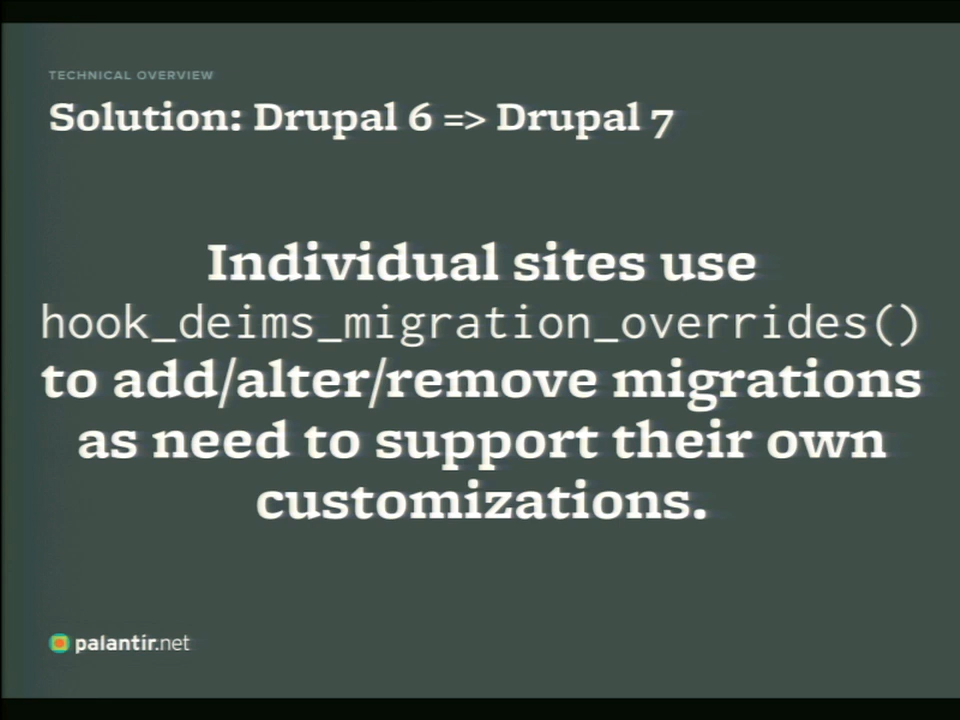 TECHNICAL OVERVIEW
Solution: Drupal 6 => Drupal 7
Individual sites use
hook_deims_migration_overrides()
to add/alter/remove migrations
as need to support their own
customizations.
palantir.net